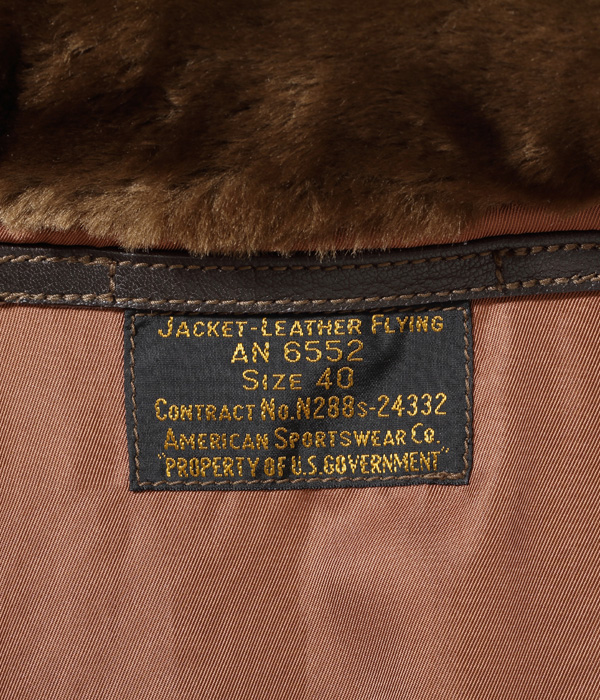 JACKET-LEATHER FLYING
AN 6552
SIZE 40
CONTRACT NO. N288S-24332
AMERICAN SPORTSWEAR CO.
"PROPERTY OF U.S. GOVERNMENT"